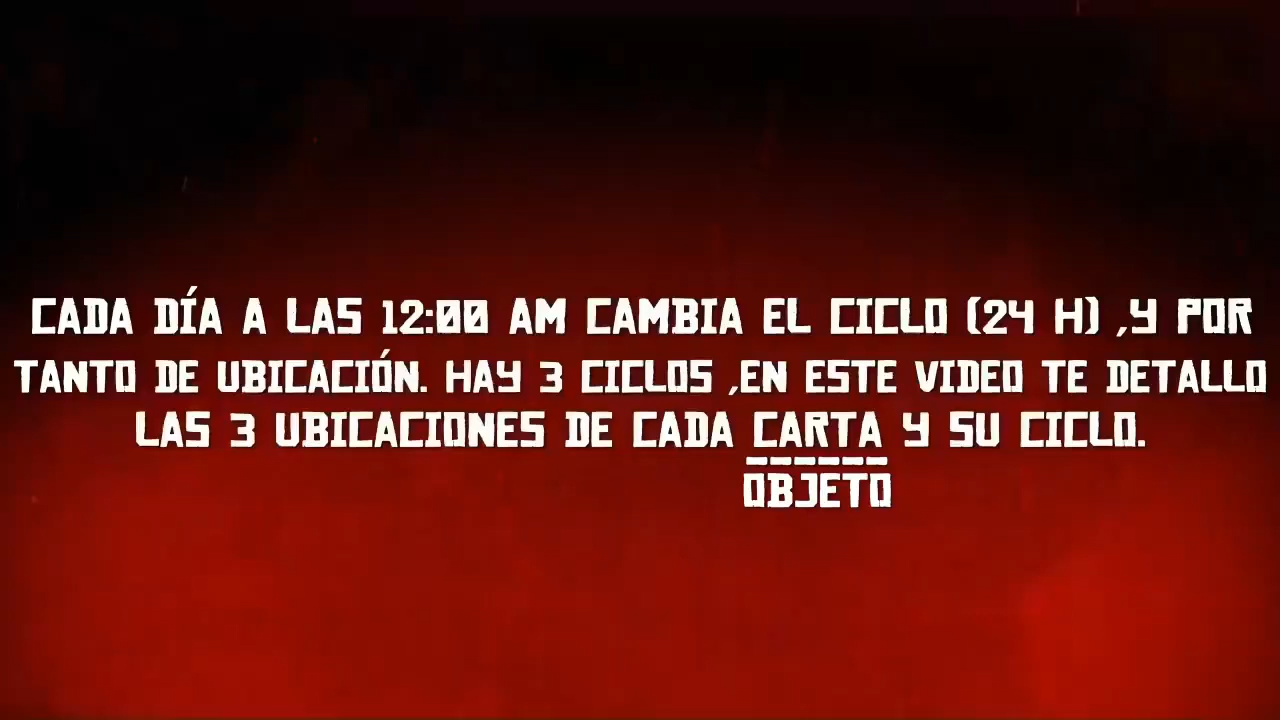 CADA DÍA A LAS 12:00 AM CAMBIA EL CICLO (24 H) ,Y POR
TANTO DE UBICACIÓN. HAY 3 CICLOS ,EN ESTE VIDEO TE DETALLO
LAS 3 UBICACIONES DE CADA CARTA Y SU CICLO.
------
OBJETO